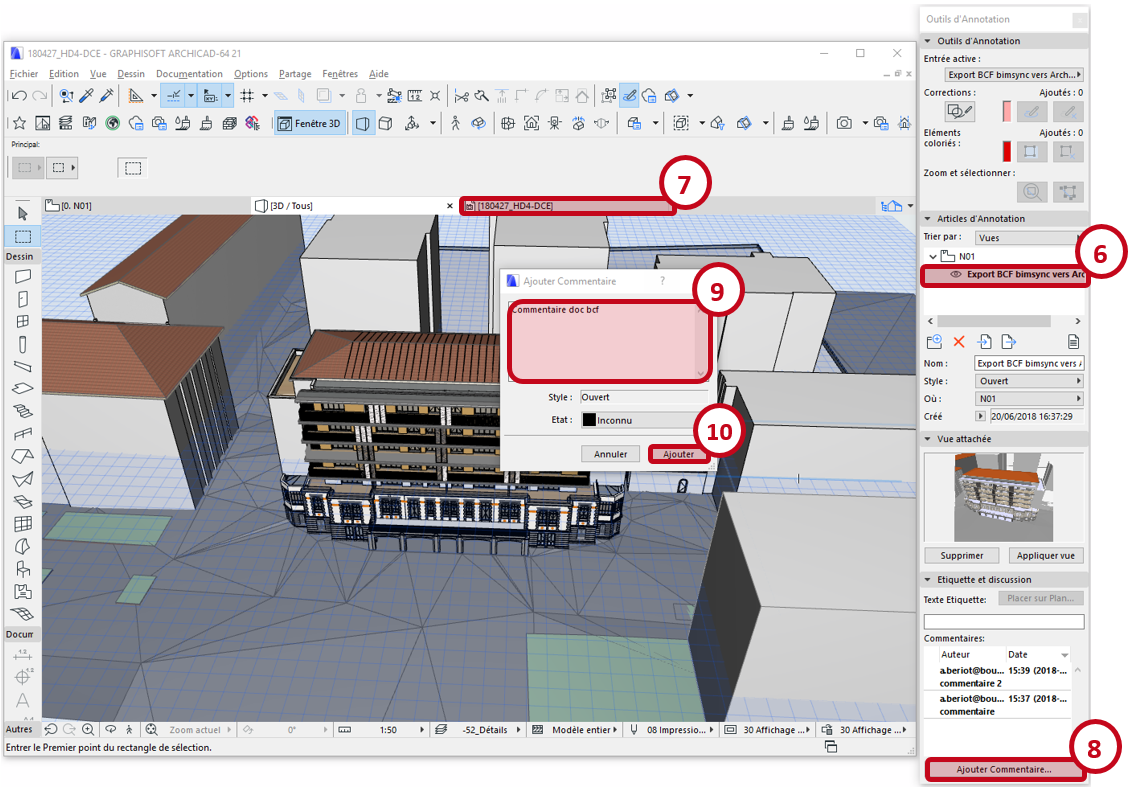 180427_HD4-DCE - GRAPHISOFT ARCHICAD-64 21
Fichier Edition Vue Dessin Documentation Options Partage Fenêtres Aide
Fenêtre 3D
Principal:
[0. N01]
[3D / Tous]
[180427_HD4-DCE]
7
Dessin
Docum
Autres
Ajouter Commentaire ?
9
Commentaire doc bcf
Style : Ouvert
Etat : Inconnu
10
Annuler Ajouter
Zoom actuel 0° 1:50 -52_Détails Modèle entier 08 Impressio... 30 Affichage ... 30 Affichage ...
Entrer le Premier point du rectangle de sélection.
Outils d'Annotation
Outils d'Annotation
Entrée active :
Export BCF bimsync vers Arch...
Corrections : Ajoutés : 0
Eléments coloriés : Ajoutés : 0
Zoom et sélectionner :
Articles d'Annotation
Trier par : Vues
6
N01
Export BCF bimsync vers Arc
Nom : Export BCF bimsync vers A
Style : Ouvert
Où : N01
Créé 20/06/2018 16:37:29
Vue attachée
Supprimer Appliquer vue
Etiquette et discussion
Texte Etiquette: Placer sur Plan...
Commentaires:
Auteur Date
a.beriot@bou... 15:39 (2018-...
commentaire 2
a.beriot@bou... 15:37 (2018-...
commentaire
8
Ajouter Commentaire...